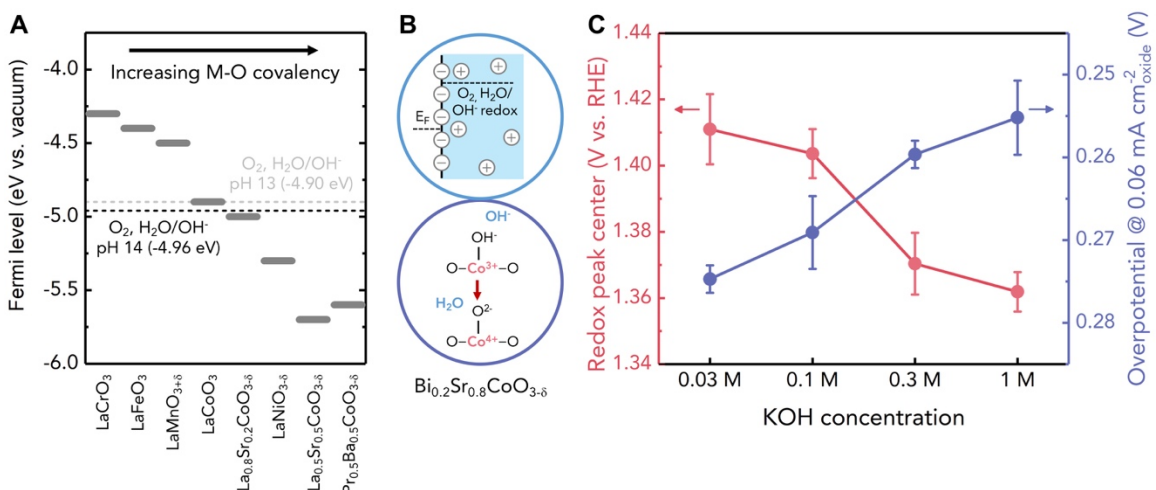 A
Increasing M-O covalency
Fermi level (eV vs. vacuum)
-4.0
-4.5
-5.0
-5.5
-6.0
O₂, H₂O/OH⁻
pH 13 (-4.90 eV)
O₂, H₂O/OH⁻
pH 14 (-4.96 eV)
LaCrO₃
LaFeO₃
LaMnO₃₊δ
LaCoO₃
La₀.₈Sr₀.₂CoO₃₋δ
LaNiO₃₋δ
La₀.₅Sr₀.₅CoO₃₋δ
Pr₀.₅Ba₀.₅CoO₃₋δ
B
O₂, H₂O/
OH⁻ redox
E_F
OH⁻
OH⁻
O–Co³⁺–O
H₂O
O²⁻
O–Co⁴⁺–O
Bi₀.₂Sr₀.₈CoO₃₋δ
C
Redox peak center (V vs. RHE)
1.44
1.42
1.40
1.38
1.36
1.34
0.03 M
0.1 M
0.3 M
1 M
KOH concentration
0.25
0.26
0.27
0.28
Overpotential @ 0.06 mA cm⁻²oxide (V)